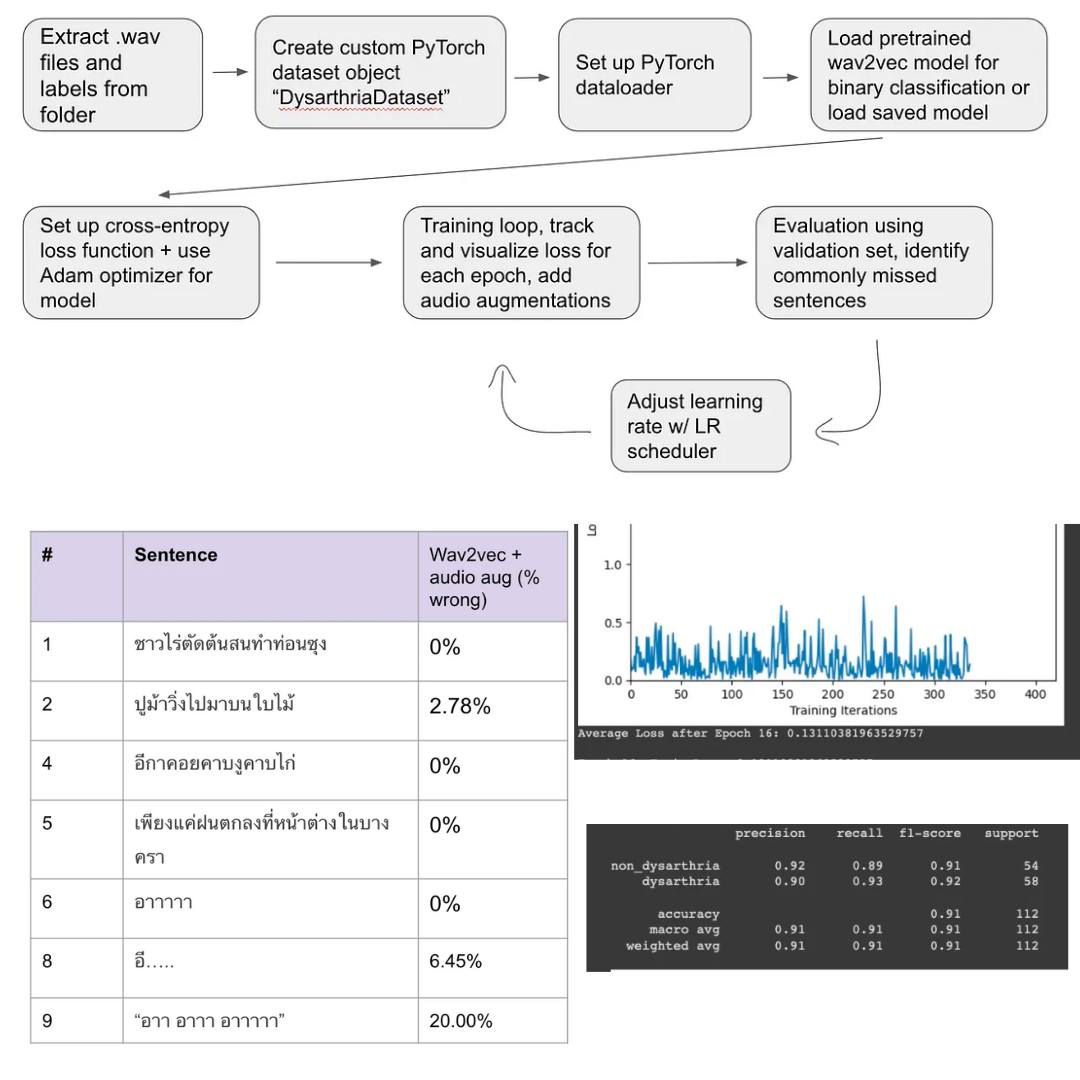 Extract .wav
files and
labels from
folder
Create custom PyTorch
dataset object
“DysarthriaDataset”
Set up PyTorch
dataloader
Load pretrained
wav2vec model for
binary classification or
load saved model
Set up cross-entropy
loss function + use
Adam optimizer for
model
Training loop, track
and visualize loss for
each epoch, add
audio augmentations
Evaluation using
validation set, identify
commonly missed
sentences
Adjust learning
rate w/ LR
scheduler
# Sentence Wav2vec +
audio aug (%
wrong)
1 ชาวไร่ตัดต้นสนทำท่อนซุง 0%
2 ปูม้าวิ่งไปมาบนใบไม้ 2.78%
4 อีกาคอยคาบงูคาบไก่ 0%
5 เพียงแค่ฝนตกลงที่หน้าต่างในบาง 0%
ครา
6 อาาาาา 0%
8 อี….. 6.45%
9 “อาา อาาา อาาาาา” 20.00%
1.0
0.5
0.0
0 50 100 150 200 250 300 350 400
Training Iterations
Average Loss after Epoch 16: 0.13110381963529757
precision recall f1-score support
non_dysarthria 0.92 0.89 0.91 54
dysarthria 0.90 0.93 0.92 58
accuracy 0.91 112
macro avg 0.91 0.91 0.91 112
weighted avg 0.91 0.91 0.91 112